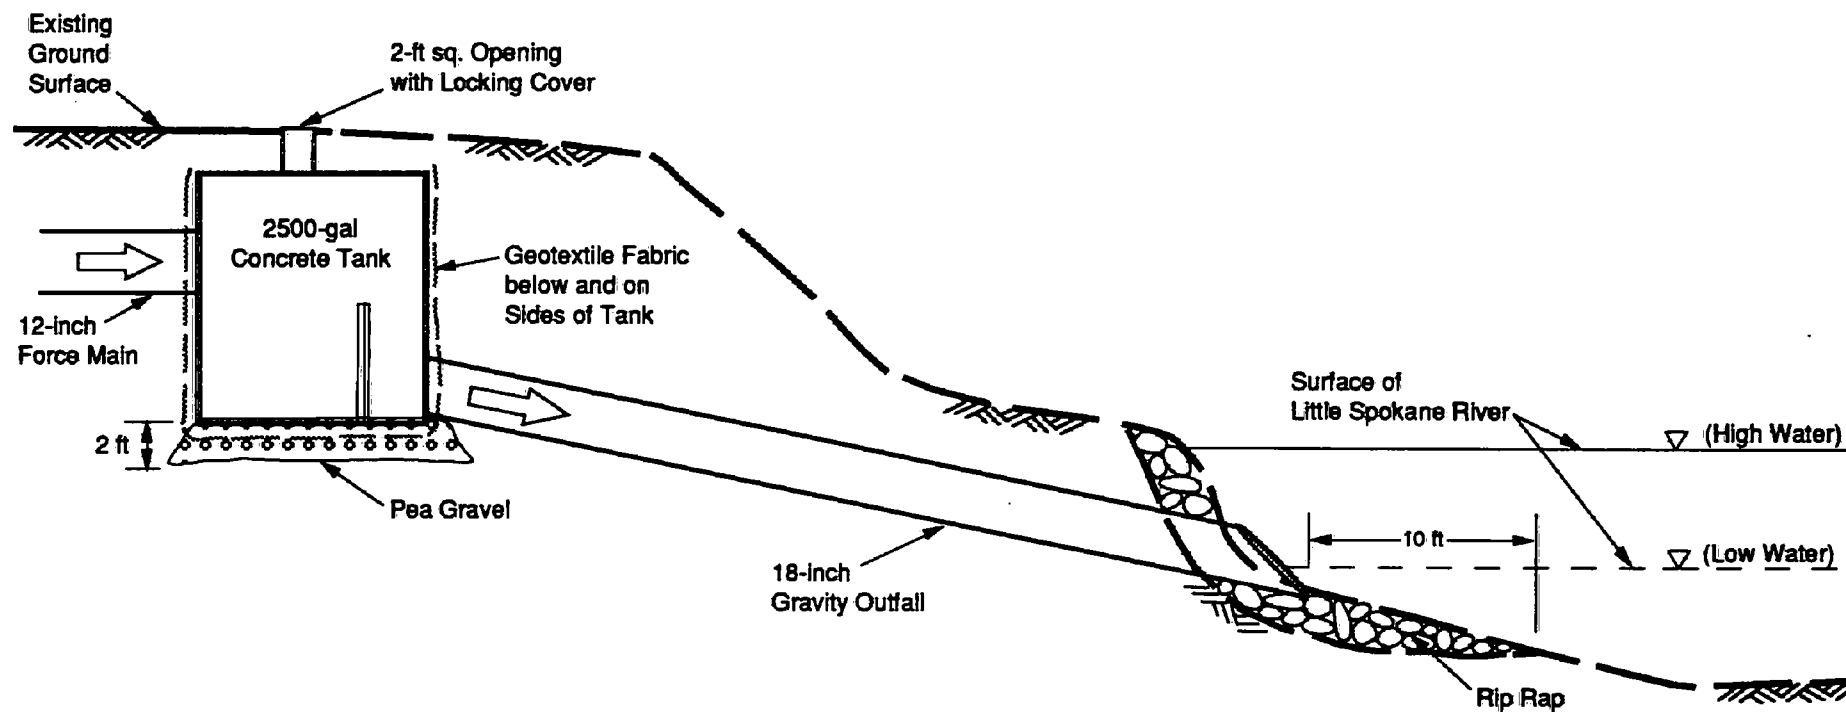 Existing
Ground
Surface
2-ft sq. Opening
with Locking Cover
2500-gal
Concrete Tank
Geotextile Fabric
below and on
Sides of Tank
12-inch
Force Main
2 ft
Pea Gravel
18-inch
Gravity Outfall
Surface of
Little Spokane River
(High Water)
10 ft
(Low Water)
Rip Rap